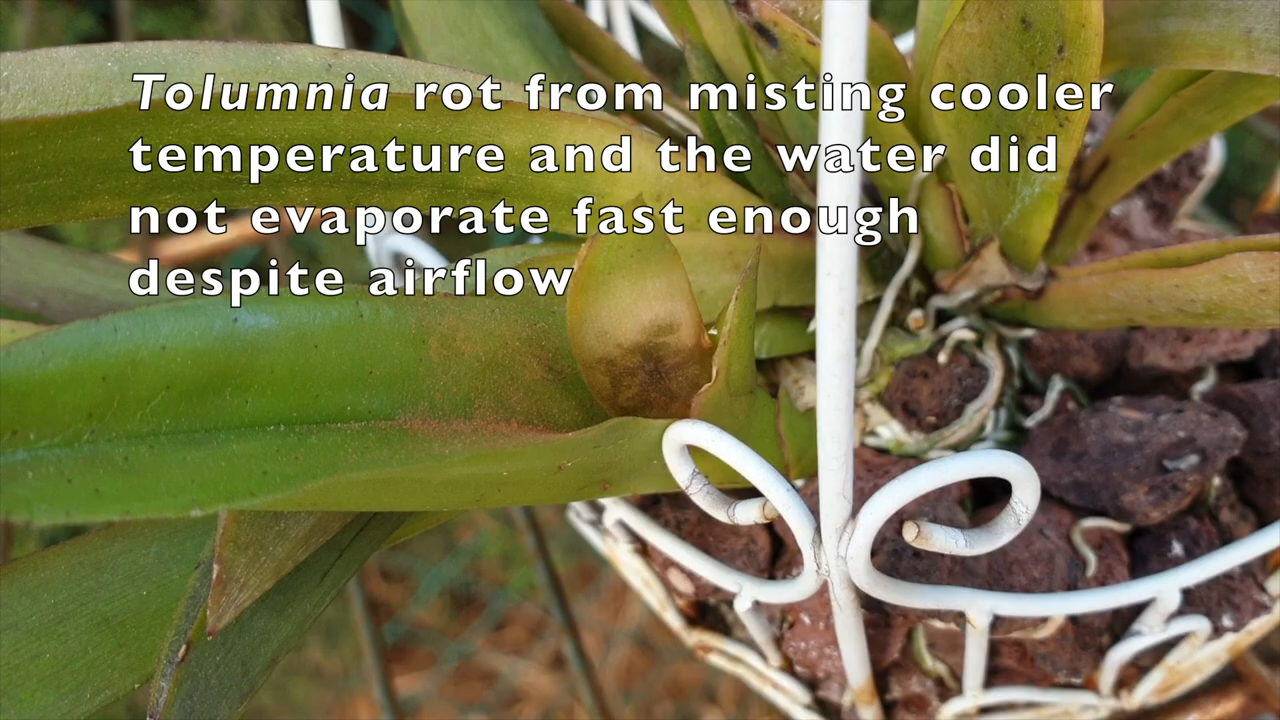 Tolumnia rot from misting cooler
temperature and the water did
not evaporate fast enough
despite airflow